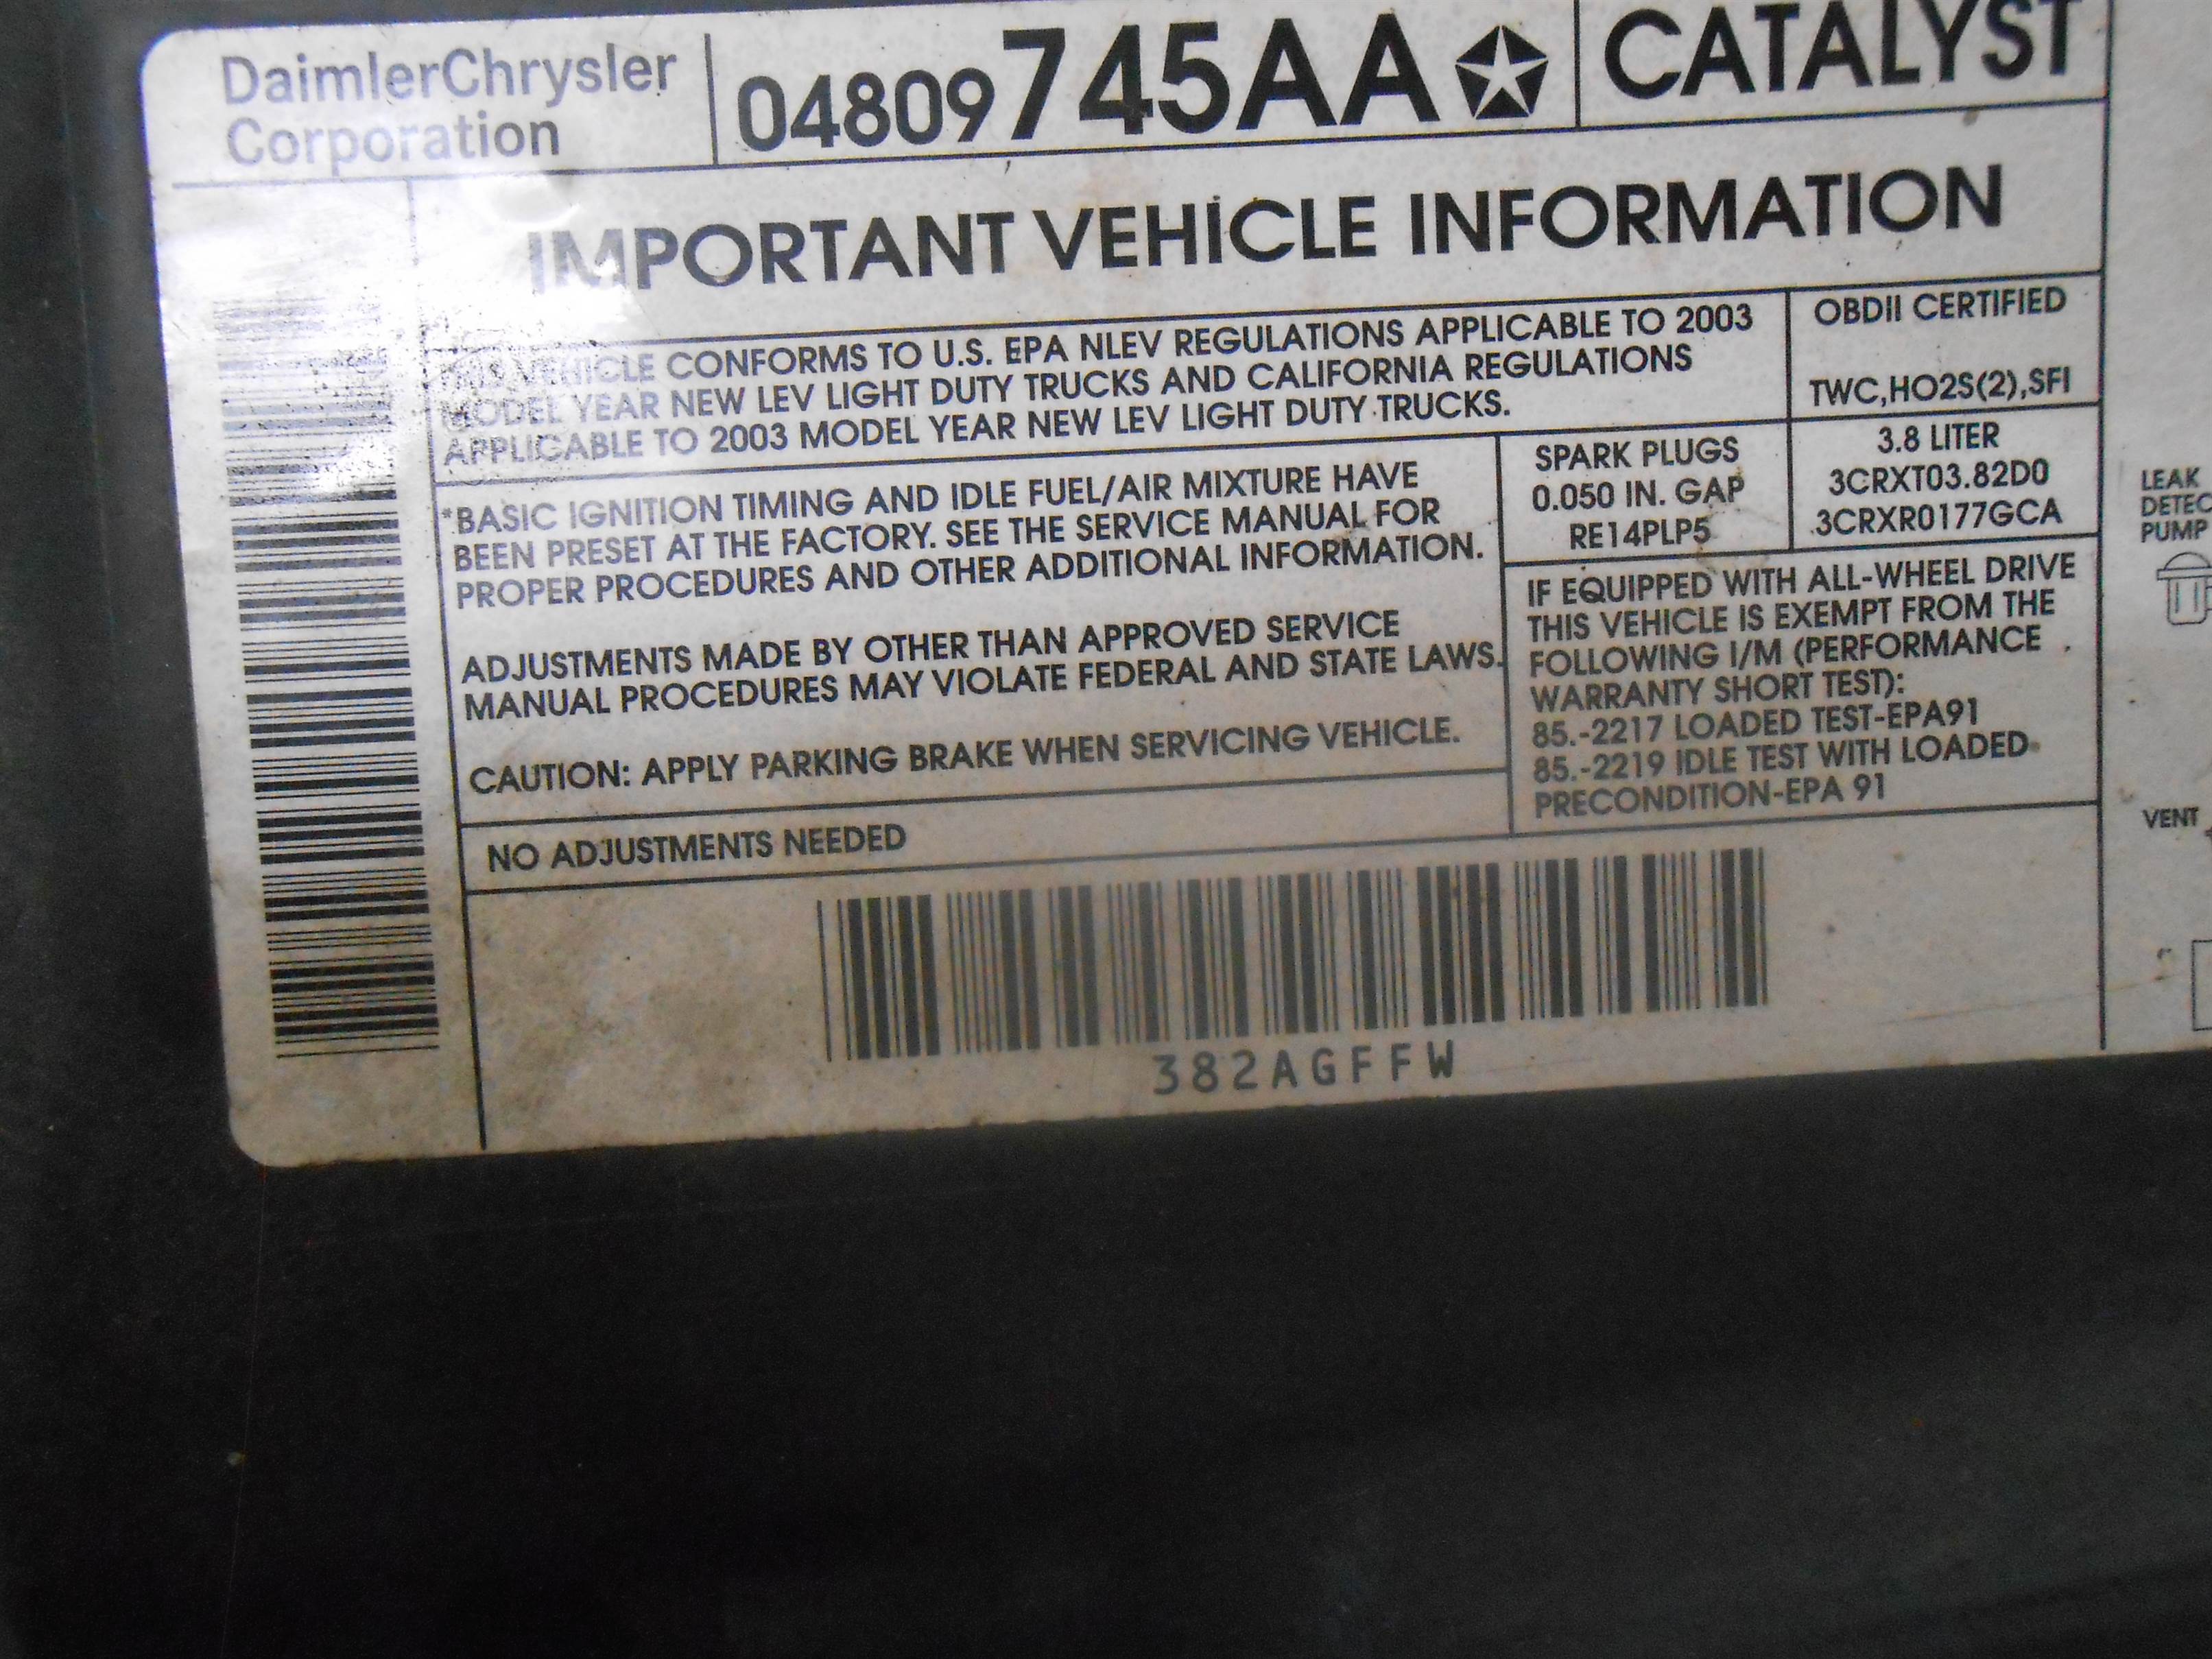 DaimlerChrysler
Corporation
04809745AA
CATALYST
IMPORTANT VEHICLE INFORMATION
THIS VEHICLE CONFORMS TO U.S. EPA NLEV REGULATIONS APPLICABLE TO 2003
MODEL YEAR NEW LEV LIGHT DUTY TRUCKS AND CALIFORNIA REGULATIONS
APPLICABLE TO 2003 MODEL YEAR NEW LEV LIGHT DUTY TRUCKS.
OBDII CERTIFIED
TWC,HO2S(2),SFI
*BASIC IGNITION TIMING AND IDLE FUEL/AIR MIXTURE HAVE
BEEN PRESET AT THE FACTORY. SEE THE SERVICE MANUAL FOR
PROPER PROCEDURES AND OTHER ADDITIONAL INFORMATION.
ADJUSTMENTS MADE BY OTHER THAN APPROVED SERVICE
MANUAL PROCEDURES MAY VIOLATE FEDERAL AND STATE LAWS.
CAUTION: APPLY PARKING BRAKE WHEN SERVICING VEHICLE.
SPARK PLUGS
0.050 IN. GAP
RE14PLP5
3.8 LITER
3CRXT03.82D0
3CRXR0177GCA
IF EQUIPPED WITH ALL-WHEEL DRIVE
THIS VEHICLE IS EXEMPT FROM THE
FOLLOWING I/M (PERFORMANCE
WARRANTY SHORT TEST):
85.-2217 LOADED TEST-EPA91
85.-2219 IDLE TEST WITH LOADED
PRECONDITION-EPA 91
NO ADJUSTMENTS NEEDED
382AGFFW
LEAK
DETEC
PUMP
VENT